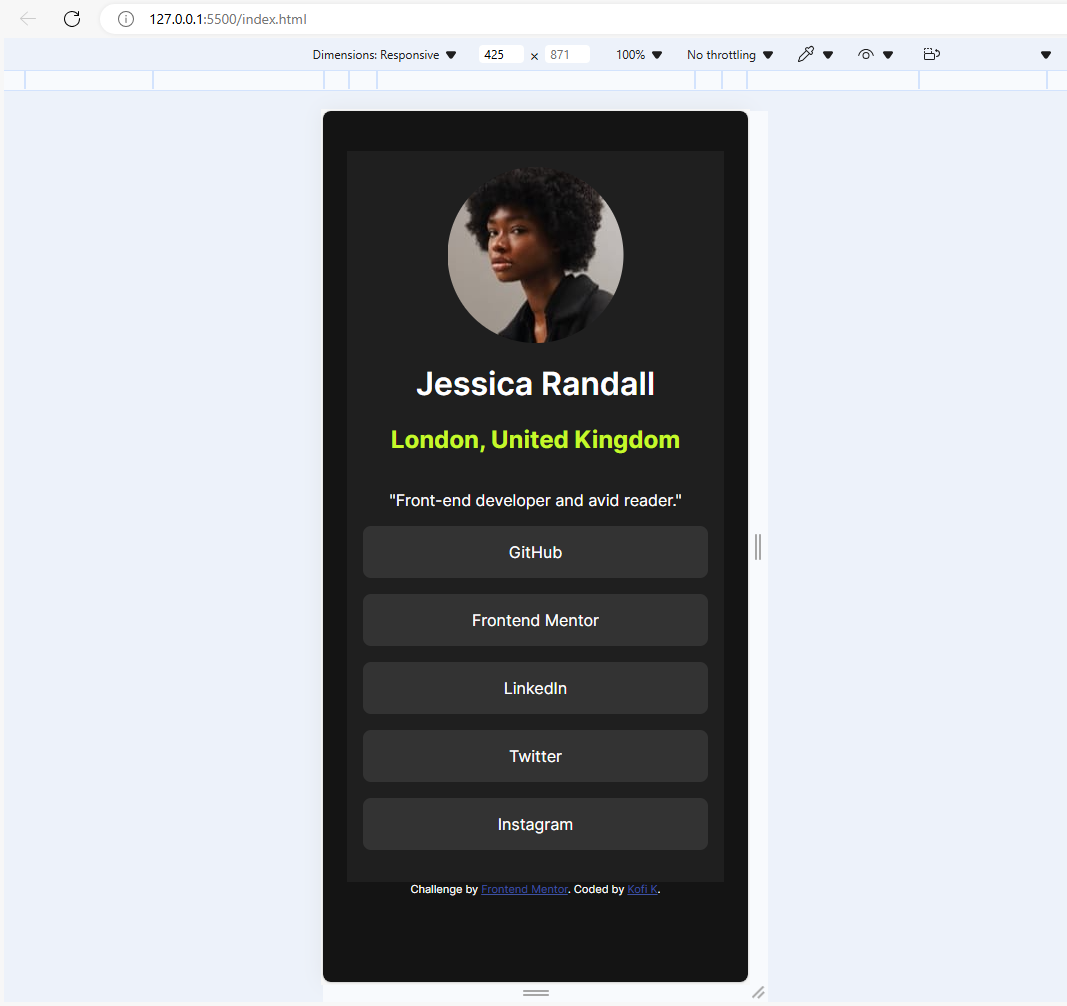 127.0.0.1:5500/index.html
Dimensions: Responsive 425 x 871 100% No throttling
Jessica Randall
London, United Kingdom
"Front-end developer and avid reader."
GitHub
Frontend Mentor
LinkedIn
Twitter
Instagram
Challenge by Frontend Mentor. Coded by Kofi K.